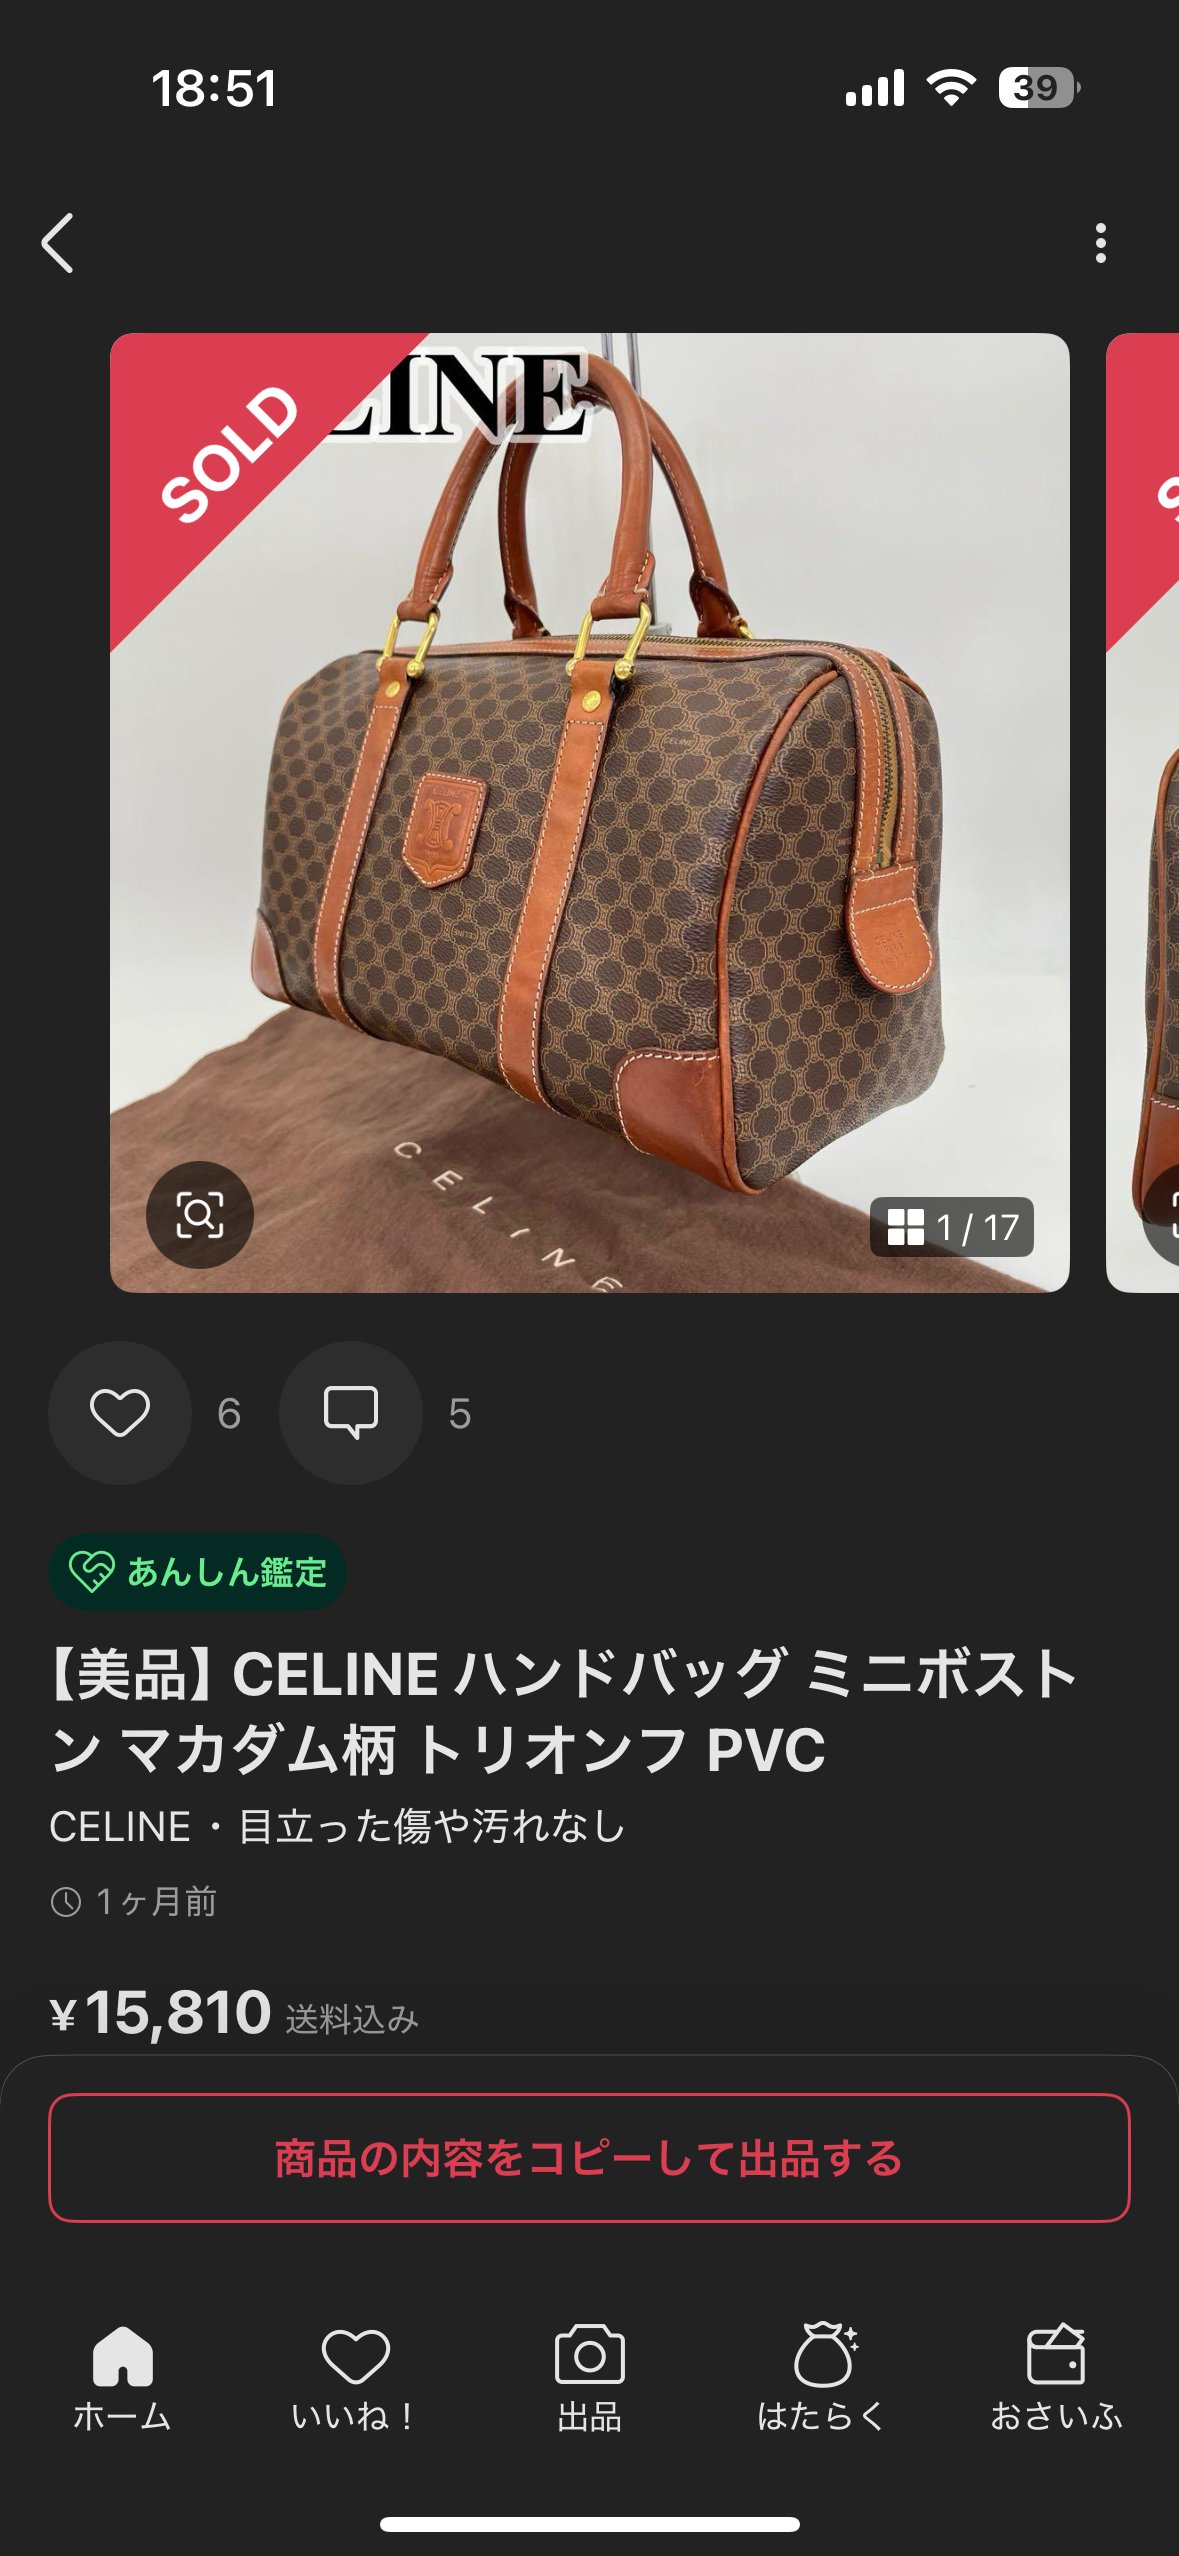 18:51
39
SOLD
LINE
CELINE
CELINE
1 / 17
6
5
あんしん鑑定
【美品】CELINE ハンドバッグ ミニボスト
ン マカダム柄 トリオンフ PVC
CELINE・目立った傷や汚れなし
1ヶ月前
¥15,810 送料込み
商品の内容をコピーして出品する
ホーム
いいね！
出品
はたらく
おさいふ